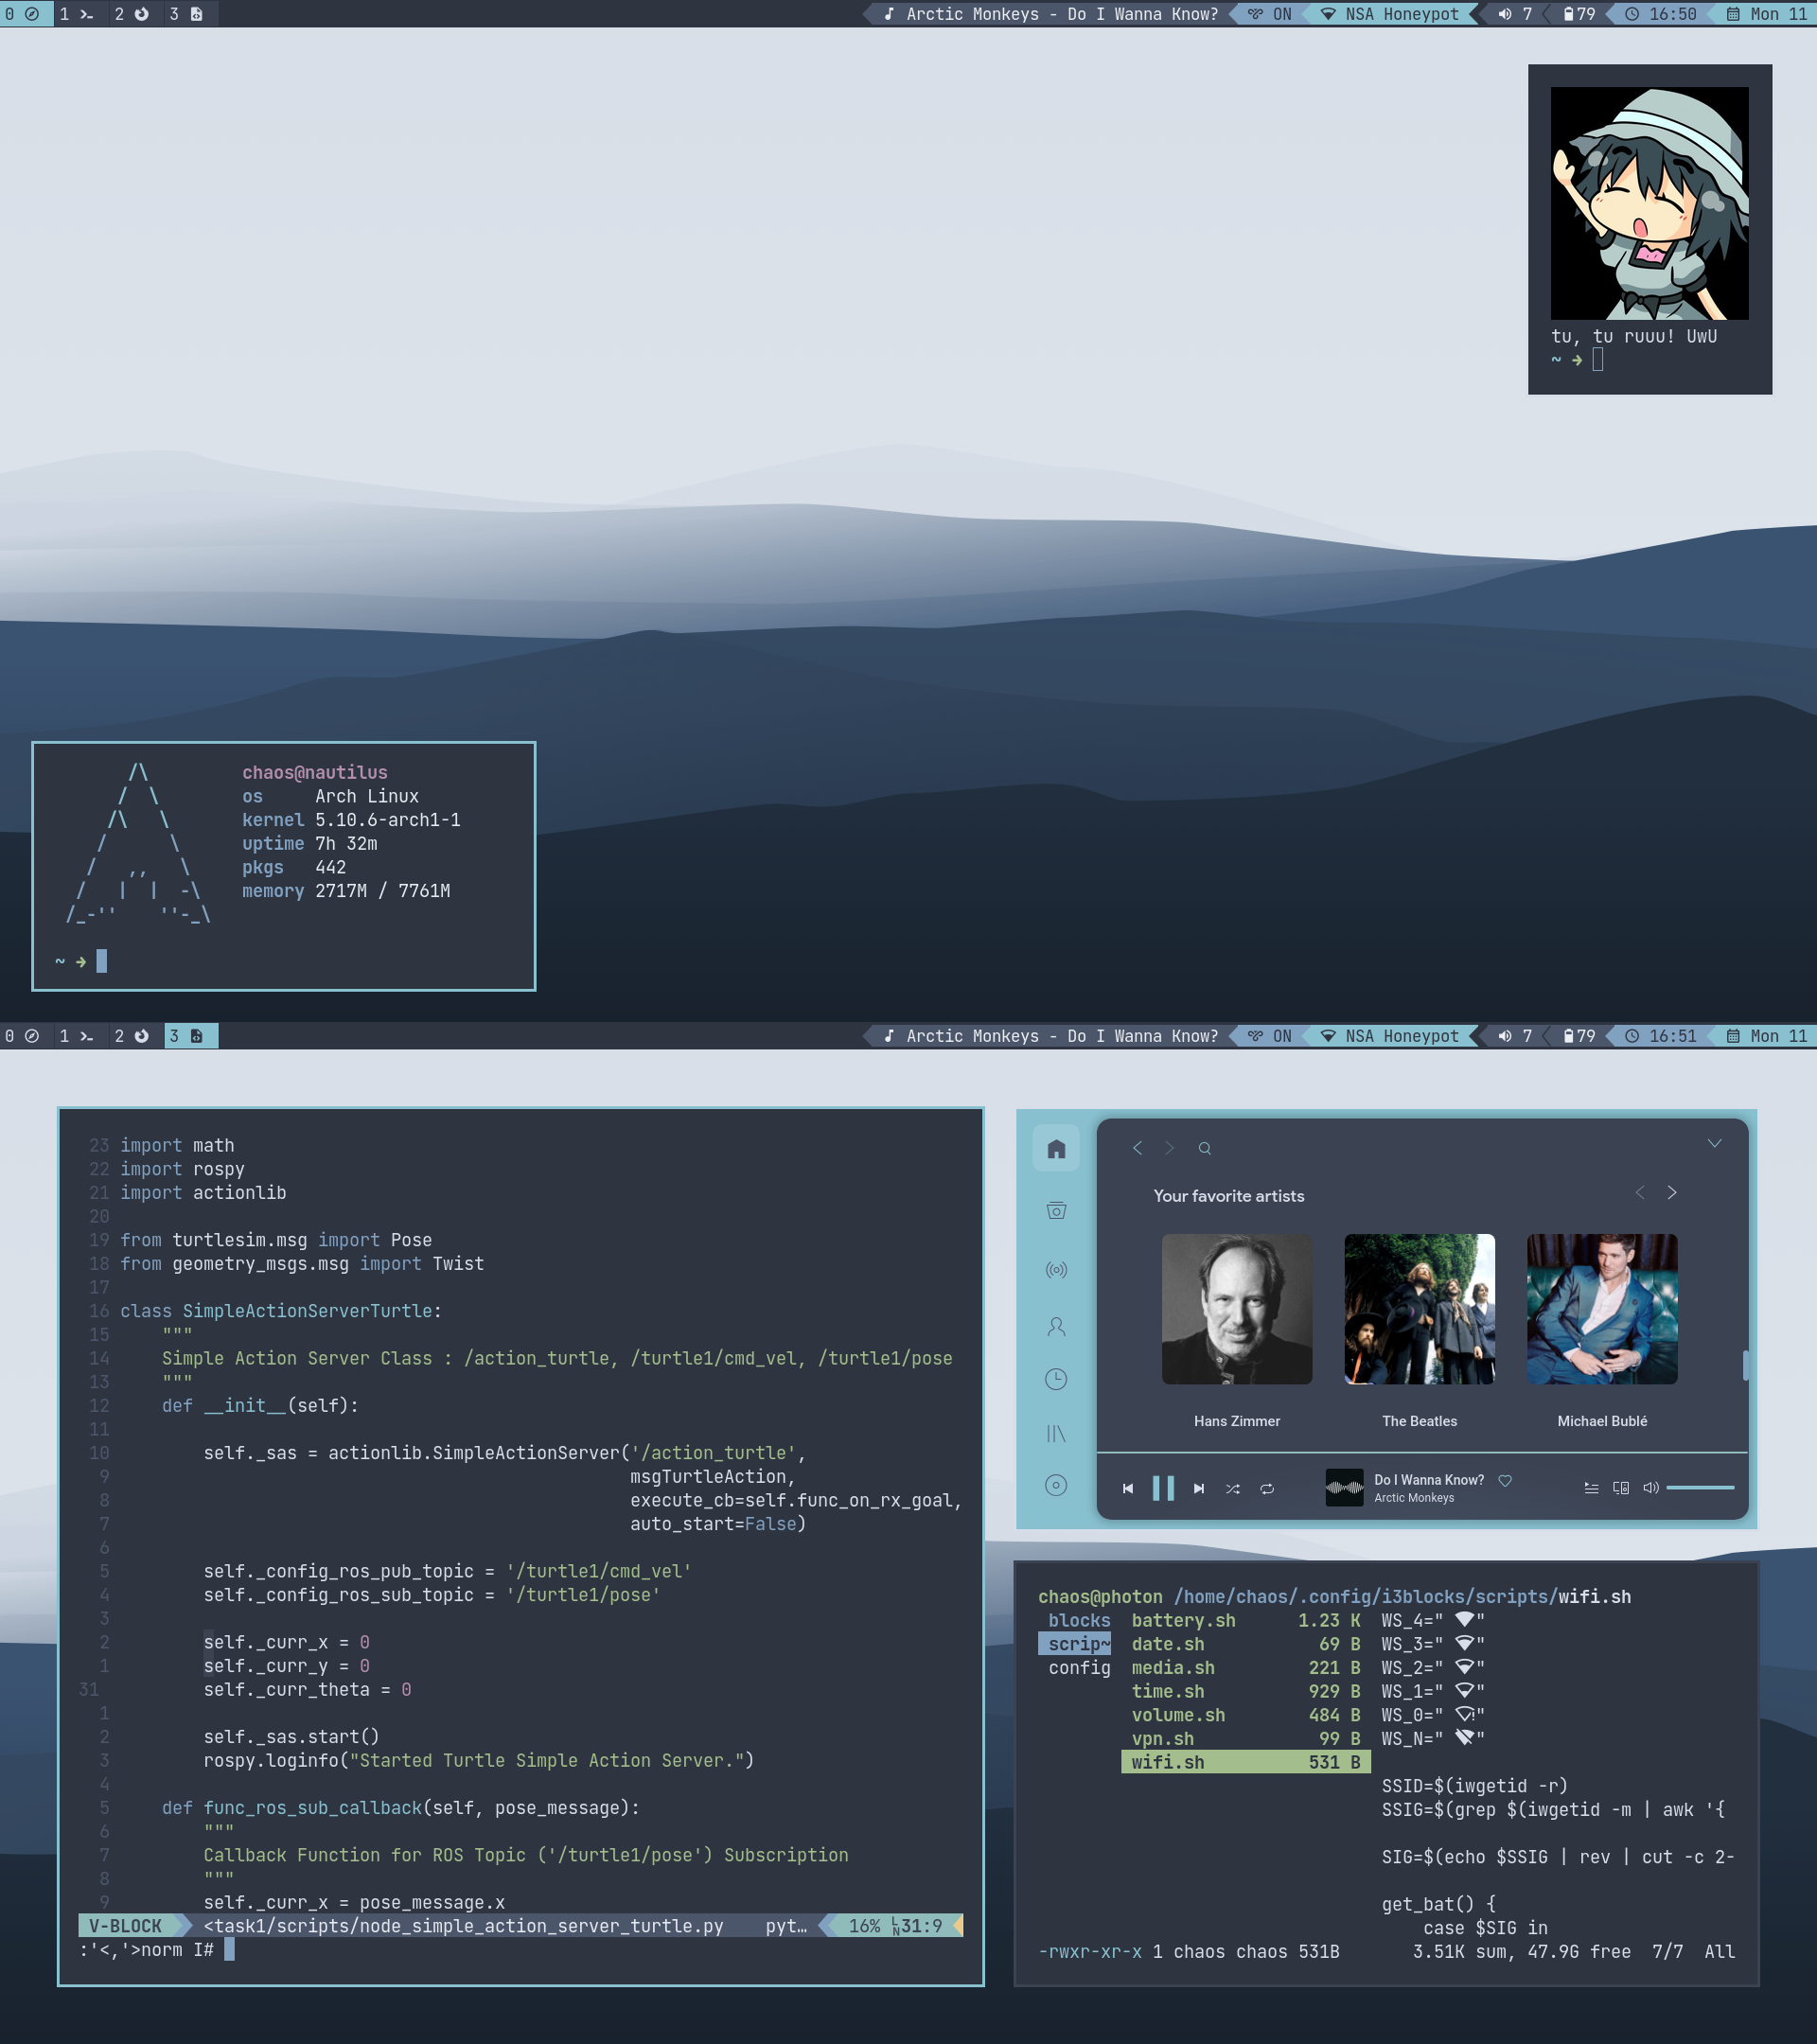 0 1 2 3 Arctic Monkeys - Do I Wanna Know? ON NSA Honeypot 7 79 16:50 Mon 11
tu, tu ruuu! UwU
~ ➜
/\ chaos@nautilus
/  \ os Arch Linux
/\   \ kernel 5.10.6-arch1-1
/      \ uptime 7h 32m
/   ,,   \ pkgs 442
/   |  |  -\ memory 2717M / 7761M
/_-''    ''-_\
~ ➜
0 1 2 3 Arctic Monkeys - Do I Wanna Know? ON NSA Honeypot 7 79 16:51 Mon 11
23 import math
22 import rospy
21 import actionlib
20
19 from turtlesim.msg import Pose
18 from geometry_msgs.msg import Twist
17
16 class SimpleActionServerTurtle:
15     """
14     Simple Action Server Class : /action_turtle, /turtle1/cmd_vel, /turtle1/pose
13     """
12     def __init__(self):
11
10         self._sas = actionlib.SimpleActionServer('/action_turtle',
9                                                  msgTurtleAction,
8                                                  execute_cb=self.func_on_rx_goal,
7                                                  auto_start=False)
6
5         self._config_ros_pub_topic = '/turtle1/cmd_vel'
4         self._config_ros_sub_topic = '/turtle1/pose'
3
2         self._curr_x = 0
1         self._curr_y = 0
31         self._curr_theta = 0
1
2         self._sas.start()
3         rospy.loginfo("Started Turtle Simple Action Server.")
4
5     def func_ros_sub_callback(self, pose_message):
6         """
7         Callback Function for ROS Topic ('/turtle1/pose') Subscription
8         """
9         self._curr_x = pose_message.x
V-BLOCK <task1/scripts/node_simple_action_server_turtle.py pyt… 16% LN 31:9
:'<,'>norm I#
Your favorite artists
Hans Zimmer The Beatles Michael Bublé
Do I Wanna Know?
Arctic Monkeys
chaos@photon /home/chaos/.config/i3blocks/scripts/wifi.sh
blocks battery.sh 1.23 K WS_4=" "
scrip~ date.sh 69 B WS_3=" "
config media.sh 221 B WS_2=" "
time.sh 929 B WS_1=" "
volume.sh 484 B WS_0=" "
vpn.sh 99 B WS_N=" "
wifi.sh 531 B
SSID=$(iwgetid -r)
SSIG=$(grep $(iwgetid -m | awk '{
SIG=$(echo $SSIG | rev | cut -c 2-
get_bat() {
case $SIG in
-rwxr-xr-x 1 chaos chaos 531B 3.51K sum, 47.9G free 7/7 All